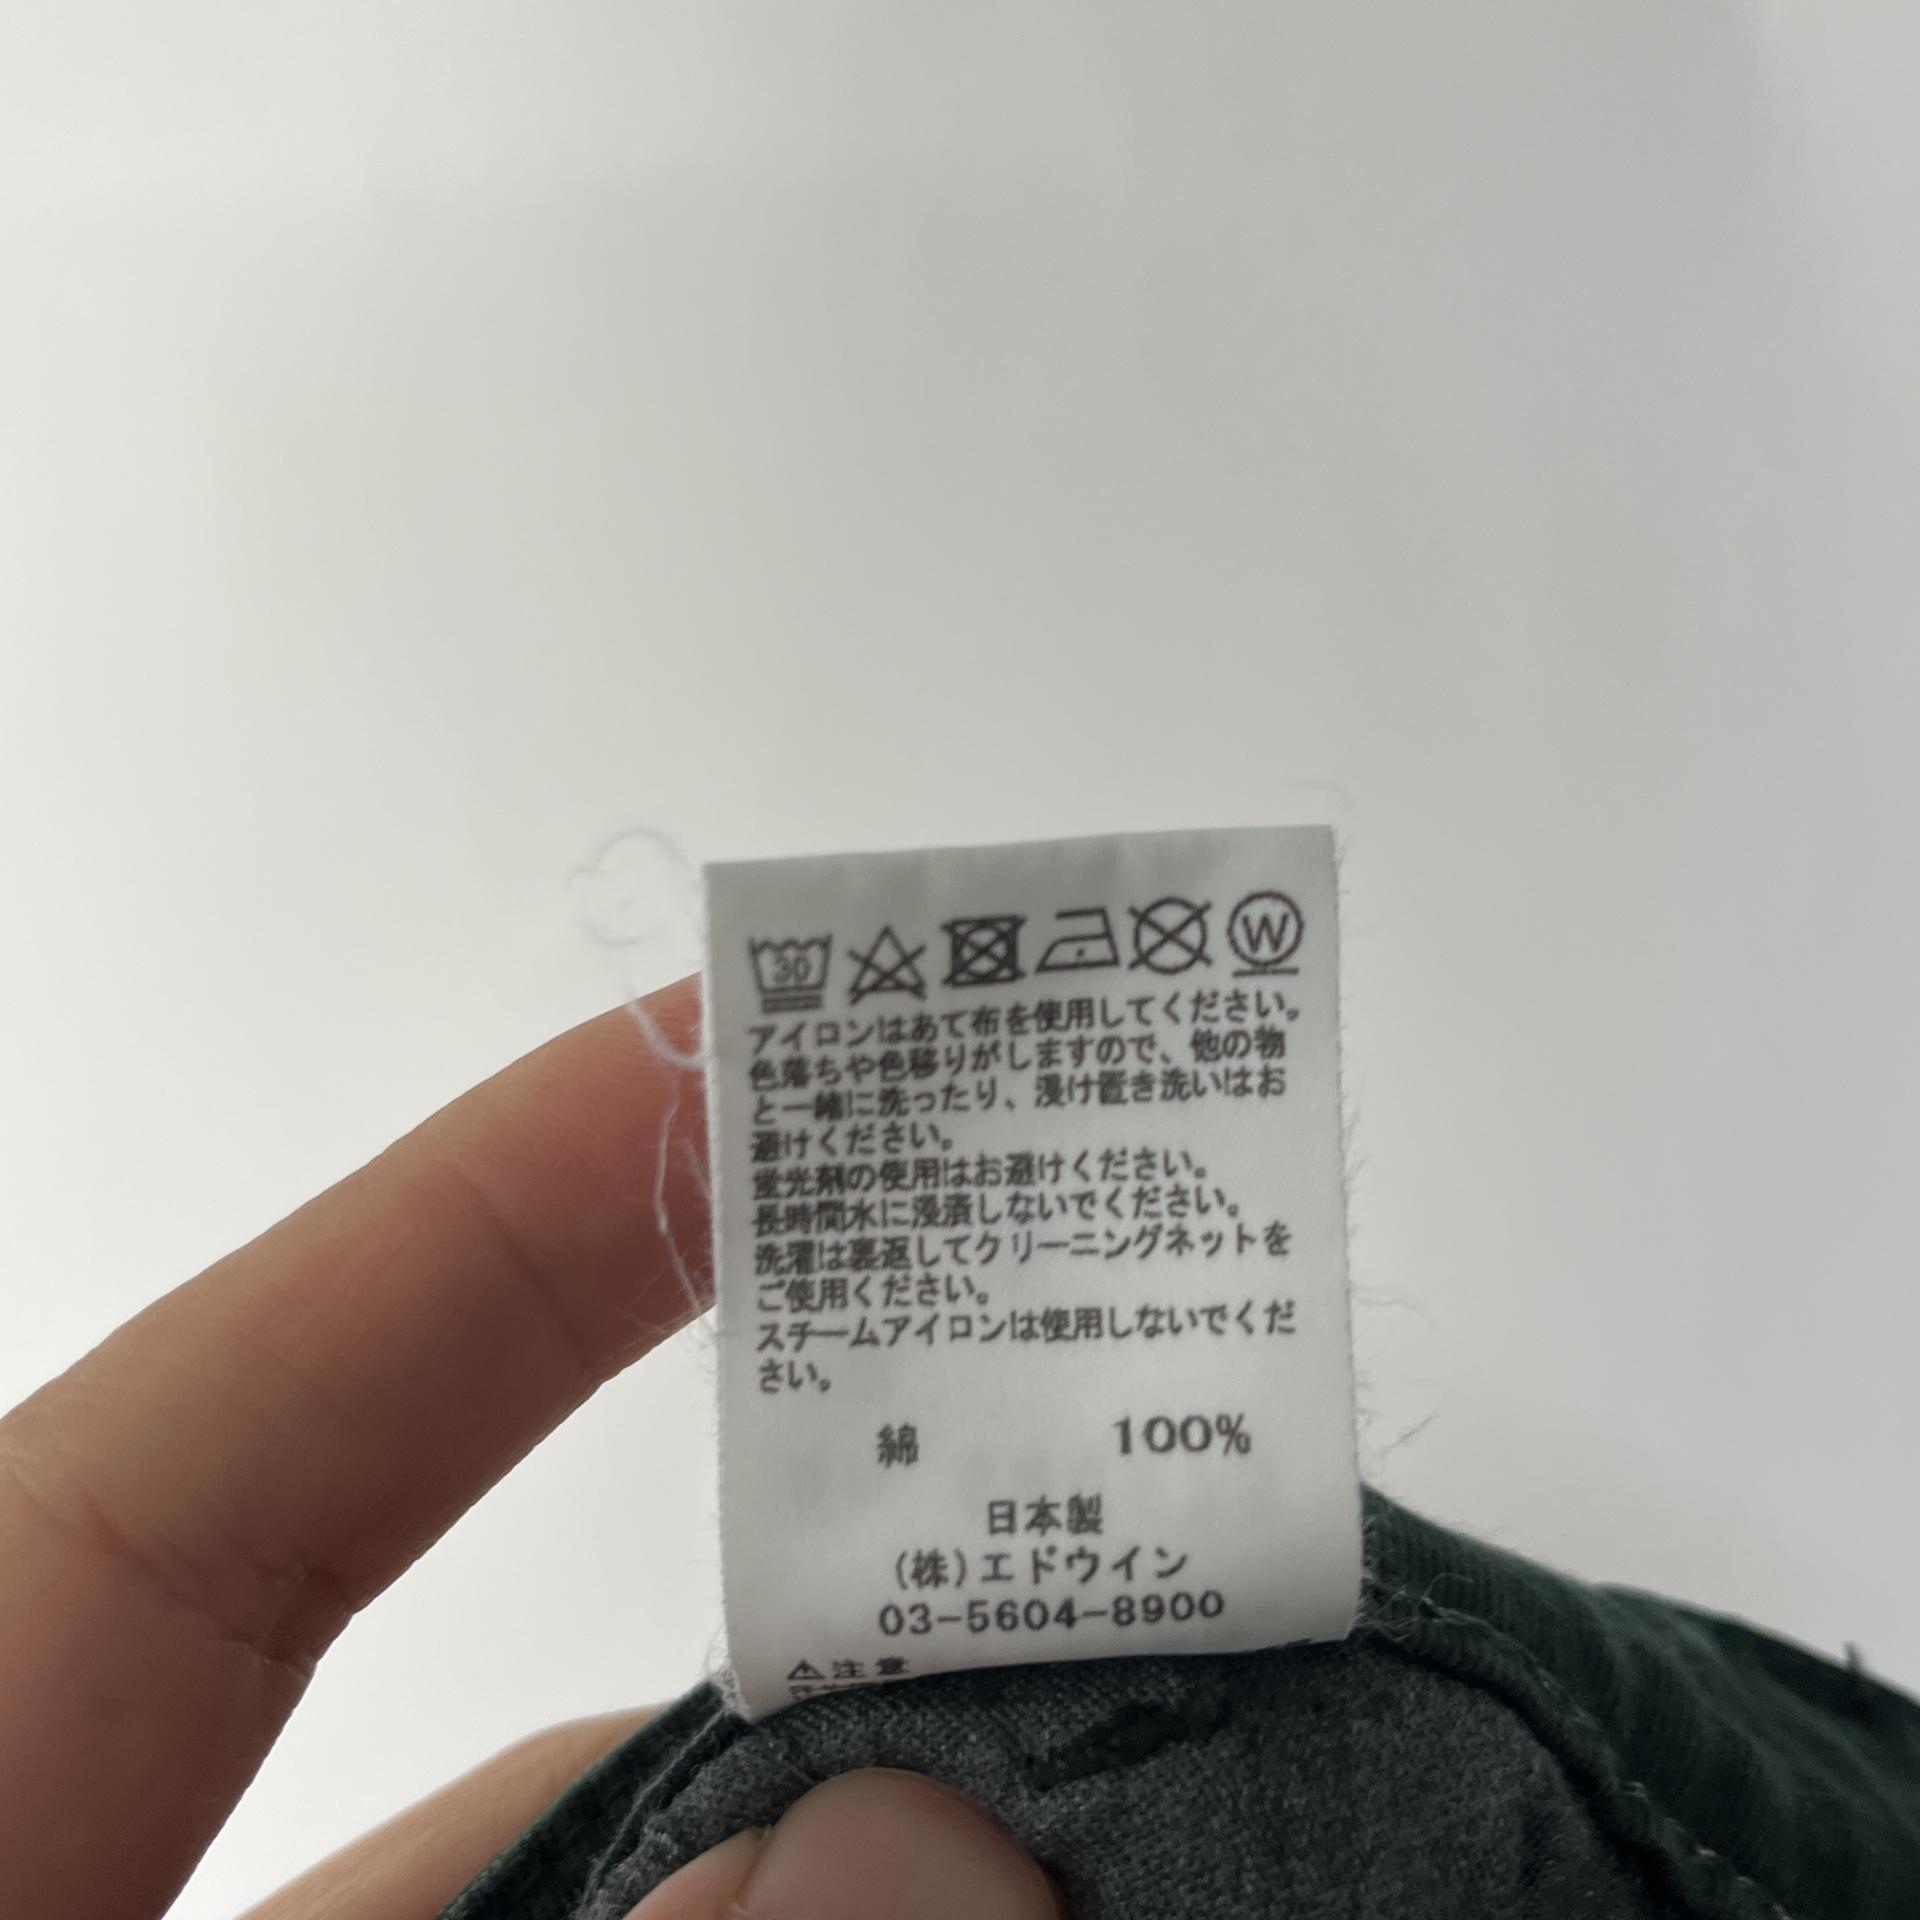 30
W
アイロンはあて布を使用してください。
色落ちや色移りがしますので、他の物
と一緒に洗ったり、浸け置き洗いはお
避けください。
蛍光剤の使用はお避けください。
長時間水に浸漬しないでください。
洗濯は裏返してクリーニングネットを
ご使用ください。
スチームアイロンは使用しないでくだ
さい。
綿 100%
日本製
(株)エドウイン
03-5604-8900
⚠注意